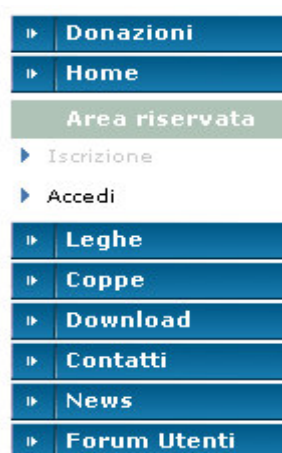 Donazioni
Home
Area riservata
Iscrizione
Accedi
Leghe
Coppe
Download
Contatti
News
Forum Utenti